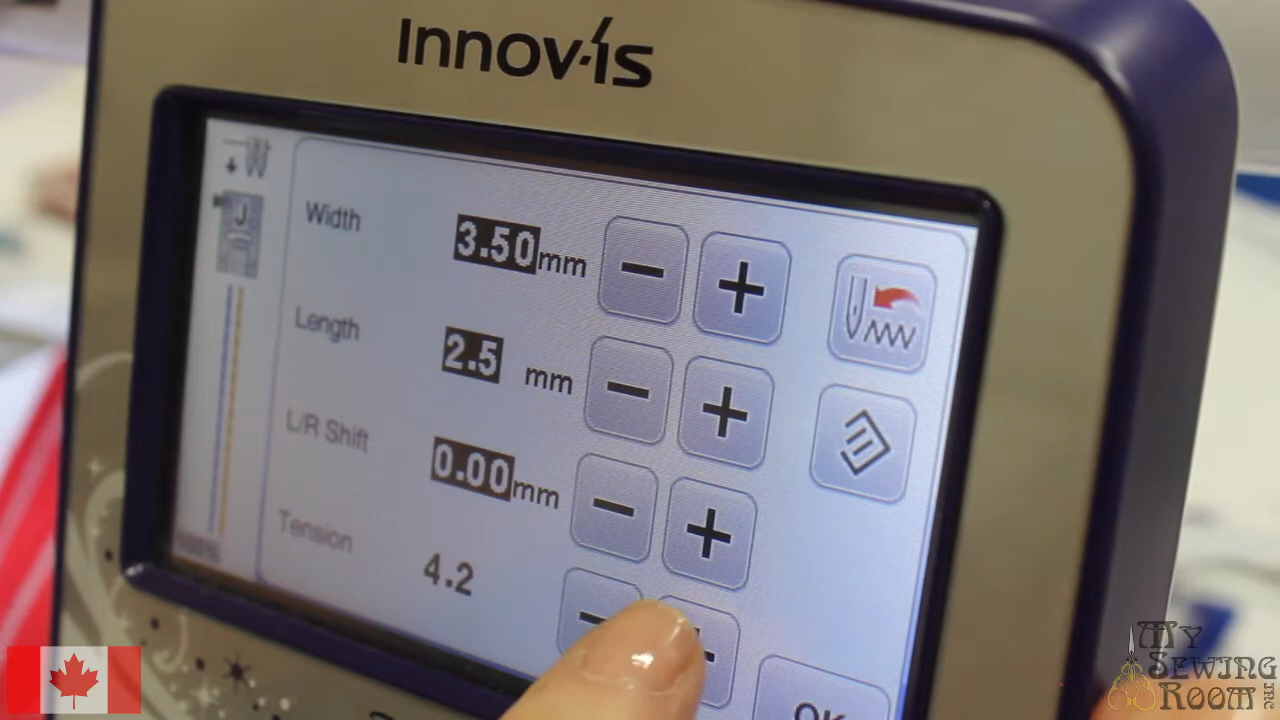 Innov-ís
W
J
Width
3.50 mm
Length
2.5 mm
L/R Shift
0.00 mm
Tension
4.2
OK
My
Sewing
Room Inc